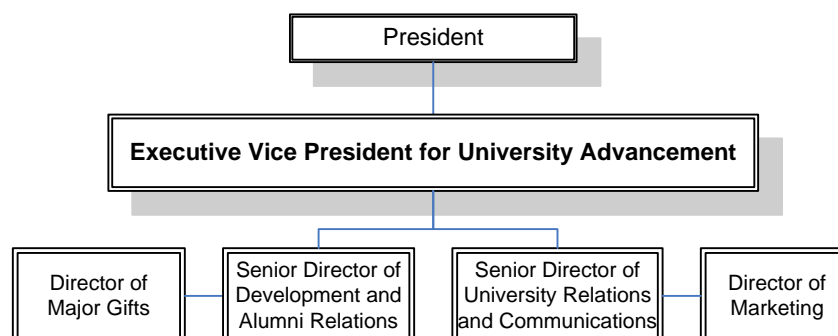 President
Executive Vice President for University Advancement
Director of
Major Gifts
Senior Director of
Development and
Alumni Relations
Senior Director of
University Relations
and Communications
Director of
Marketing